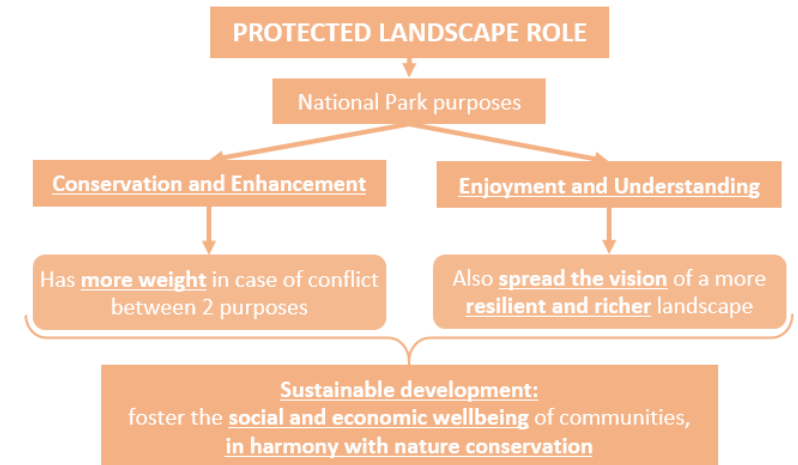 PROTECTED LANDSCAPE ROLE
National Park purposes
Conservation and Enhancement
Enjoyment and Understanding
Has more weight in case of conflict
between 2 purposes
Also spread the vision of a more
resilient and richer landscape
Sustainable development:
foster the social and economic wellbeing of communities,
in harmony with nature conservation